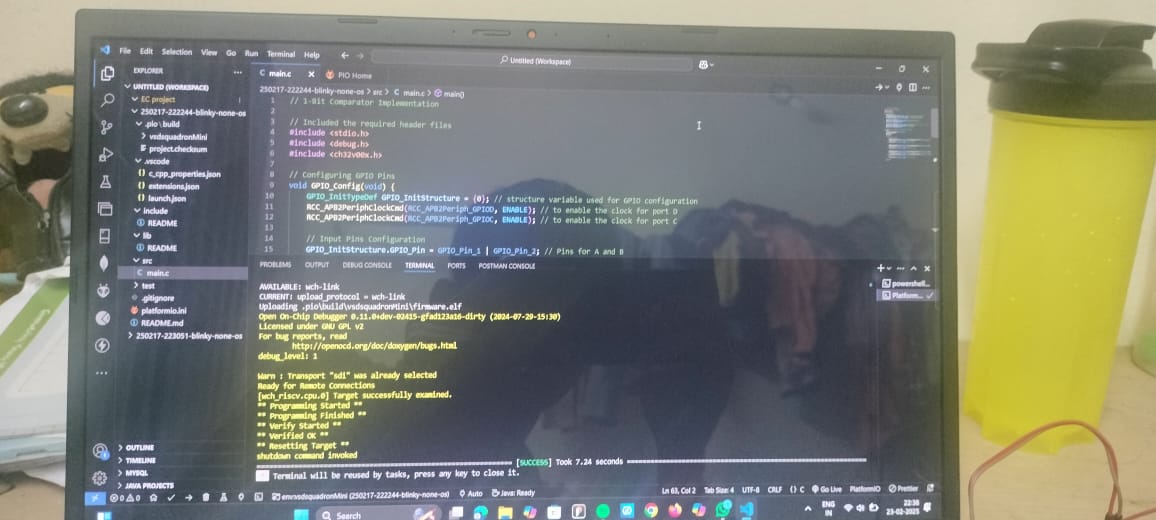 File Edit Selection View Go Run Terminal Help
Untitled (Workspace)
EXPLORER
main.c
PIO Home
UNTITLED (WORKSPACE)
EC project
250217-222244-blinky-none-os
.pio\build
vsdsquadronMini
project.checksum
.vscode
c_cpp_properties.json
extensions.json
launch.json
include
README
lib
README
src
main.c
test
.gitignore
platformio.ini
README.md
250217-223051-blinky-none-os
OUTLINE
TIMELINE
MYSQL
JAVA PROJECTS
250217-222244-blinky-none-os > src > C main.c > main()
1 // 1-Bit Comparator Implementation
2
3 // Included the required header files
4 #include <stdio.h>
5 #include <debug.h>
6 #include <ch32v00x.h>
7
8 // Configuring GPIO Pins
9 void GPIO_Config(void) {
10 GPIO_InitTypeDef GPIO_InitStructure = {0}; // structure variable used for GPIO configuration
11 RCC_APB2PeriphClockCmd(RCC_APB2Periph_GPIOD, ENABLE); // to enable the clock for port D
12 RCC_APB2PeriphClockCmd(RCC_APB2Periph_GPIOC, ENABLE); // to enable the clock for port C
13
14 // Input Pins Configuration
15 GPIO_InitStructure.GPIO_Pin = GPIO_Pin_1 | GPIO_Pin_2; // Pins for A and B
PROBLEMS OUTPUT DEBUG CONSOLE TERMINAL PORTS POSTMAN CONSOLE
powershell...
Platform...
AVAILABLE: wch-link
CURRENT: upload_protocol = wch-link
Uploading .pio\build\vsdsquadronMini\firmware.elf
Open On-Chip Debugger 0.11.0+dev-02415-gfad123a16-dirty (2024-07-29-15:30)
Licensed under GNU GPL v2
For bug reports, read
http://openocd.org/doc/doxygen/bugs.html
debug_level: 1
Warn : Transport "sdi" was already selected
Ready for Remote Connections
[wch_riscv.cpu.0] Target successfully examined.
** Programming Started **
** Programming Finished **
** Verify Started **
** Verified OK **
** Resetting Target **
shutdown command invoked
[SUCCESS] Took 7.24 seconds
Terminal will be reused by tasks, press any key to close it.
0 0 env:vsdsquadronMini (250217-222244-blinky-none-os) Auto Java: Ready Ln 63, Col 2 Tab Size: 4 UTF-8 CRLF {} C Go Live PlatformIO Prettier
Search
ENG
IN
22:38
23-02-2025